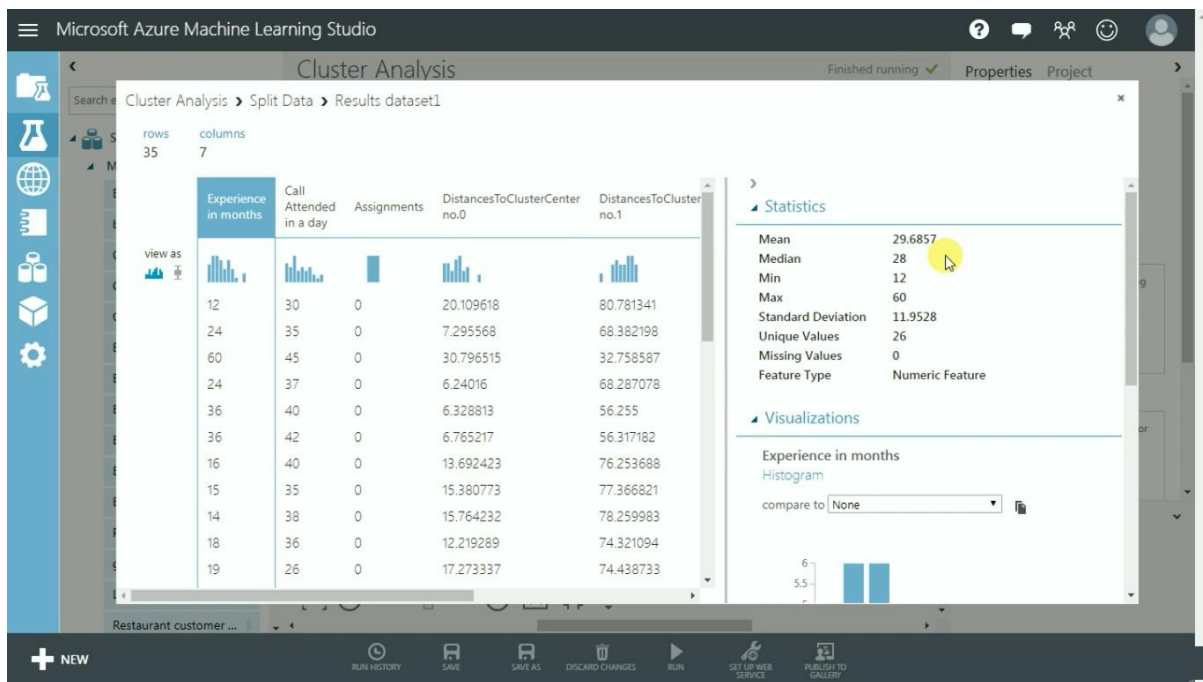 Microsoft Azure Machine Learning Studio
Cluster Analysis
Finished running
Properties Project
Search e
Cluster Analysis > Split Data > Results dataset1
rows columns
35 7
view as
Experience in months Call Attended in a day Assignments DistancesToClusterCenter no.0 DistancesToCluster no.1
12 30 0 20.109618 80.781341
24 35 0 7.295568 68.382198
60 45 0 30.796515 32.758587
24 37 0 6.24016 68.287078
36 40 0 6.328813 56.255
36 42 0 6.765217 56.317182
16 40 0 13.692423 76.253688
15 35 0 15.380773 77.366821
14 38 0 15.764232 78.259983
18 36 0 12.219289 74.321094
19 26 0 17.273337 74.438733
Statistics
Mean 29.6857
Median 28
Min 12
Max 60
Standard Deviation 11.9528
Unique Values 26
Missing Values 0
Feature Type Numeric Feature
Visualizations
Experience in months
Histogram
compare to None
6
5.5
Restaurant customer ...
NEW
RUN HISTORY
SAVE
SAVE AS
DISCARD CHANGES
RUN
SET UP WEB SERVICE
PUBLISH TO GALLERY